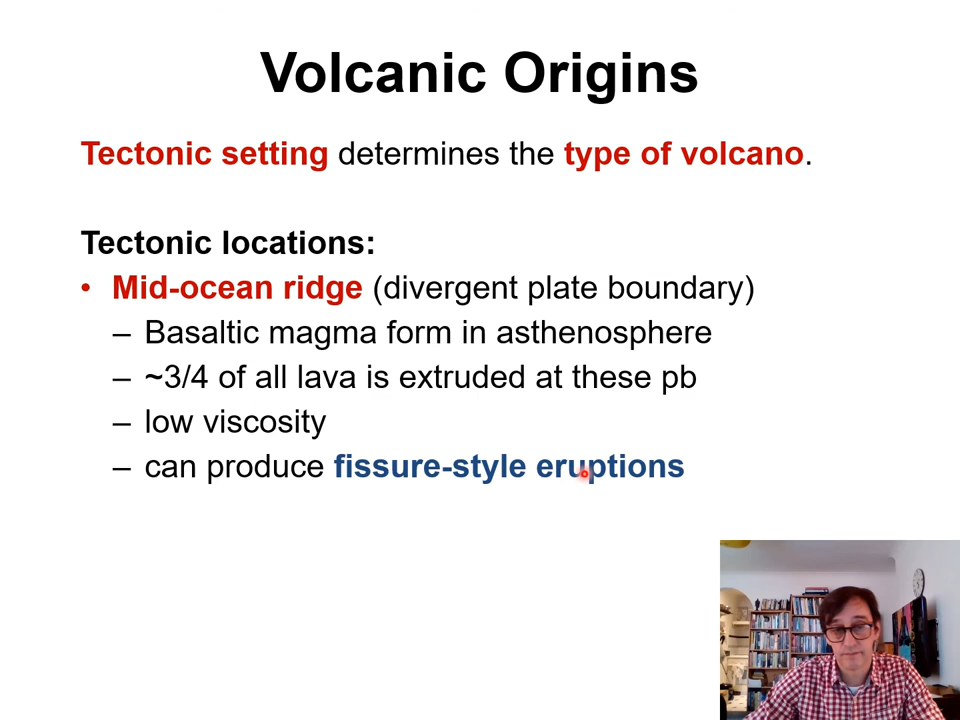 Volcanic Origins
Tectonic setting determines the type of volcano.
Tectonic locations:
• Mid-ocean ridge (divergent plate boundary)
– Basaltic magma form in asthenosphere
– ~3/4 of all lava is extruded at these pb
– low viscosity
– can produce fissure-style eruptions